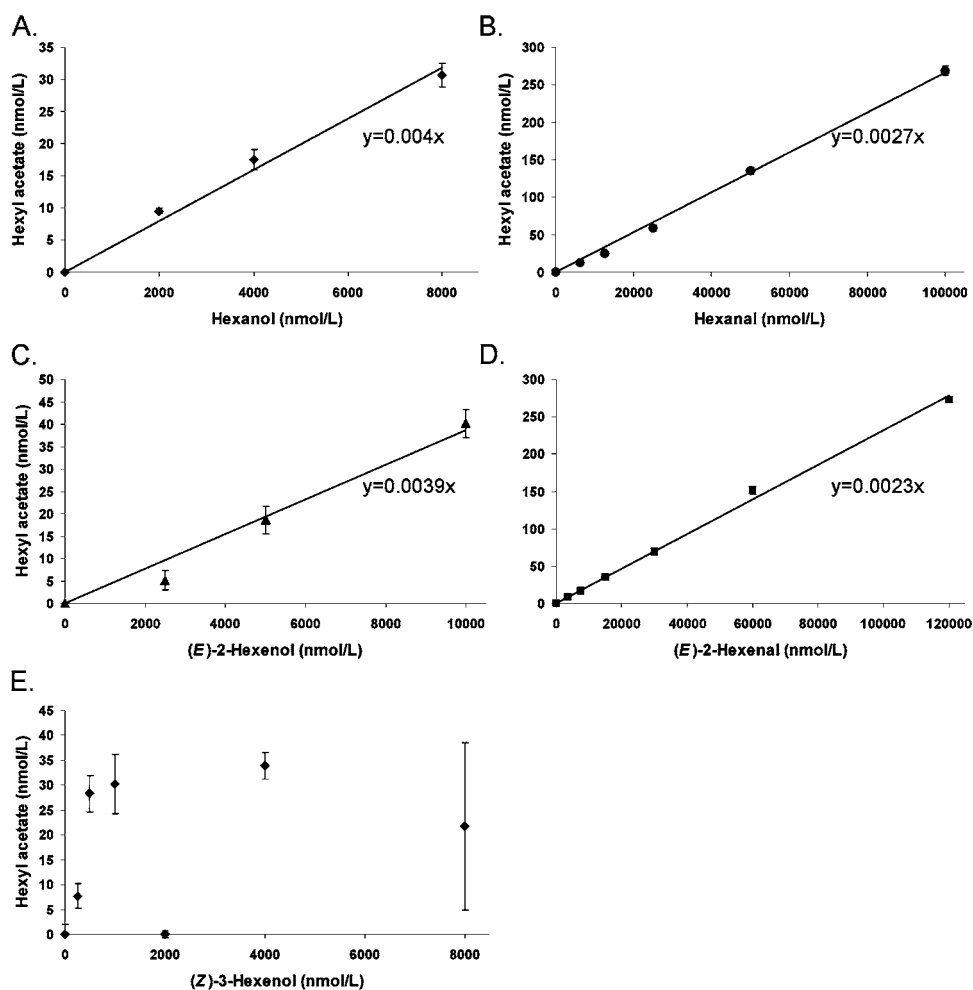 A.
35
30
25
20
15
10
5
0
Hexyl acetate (nmol/L)
y=0.004x
0 2000 4000 6000 8000
Hexanol (nmol/L)
B.
300
250
200
150
100
50
0
Hexyl acetate (nmol/L)
y=0.0027x
0 20000 40000 60000 80000 100000
Hexanal (nmol/L)
C.
50
45
40
35
30
25
20
15
10
5
0
Hexyl acetate (nmol/L)
y=0.0039x
0 2000 4000 6000 8000 10000
(E)-2-Hexenol (nmol/L)
D.
300
250
200
150
100
50
0
y=0.0023x
0 20000 40000 60000 80000 100000 120000
(E)-2-Hexenal (nmol/L)
E.
45
40
35
30
25
20
15
10
5
0
Hexyl acetate (nmol/L)
0 2000 4000 6000 8000
(Z)-3-Hexenol (nmol/L)